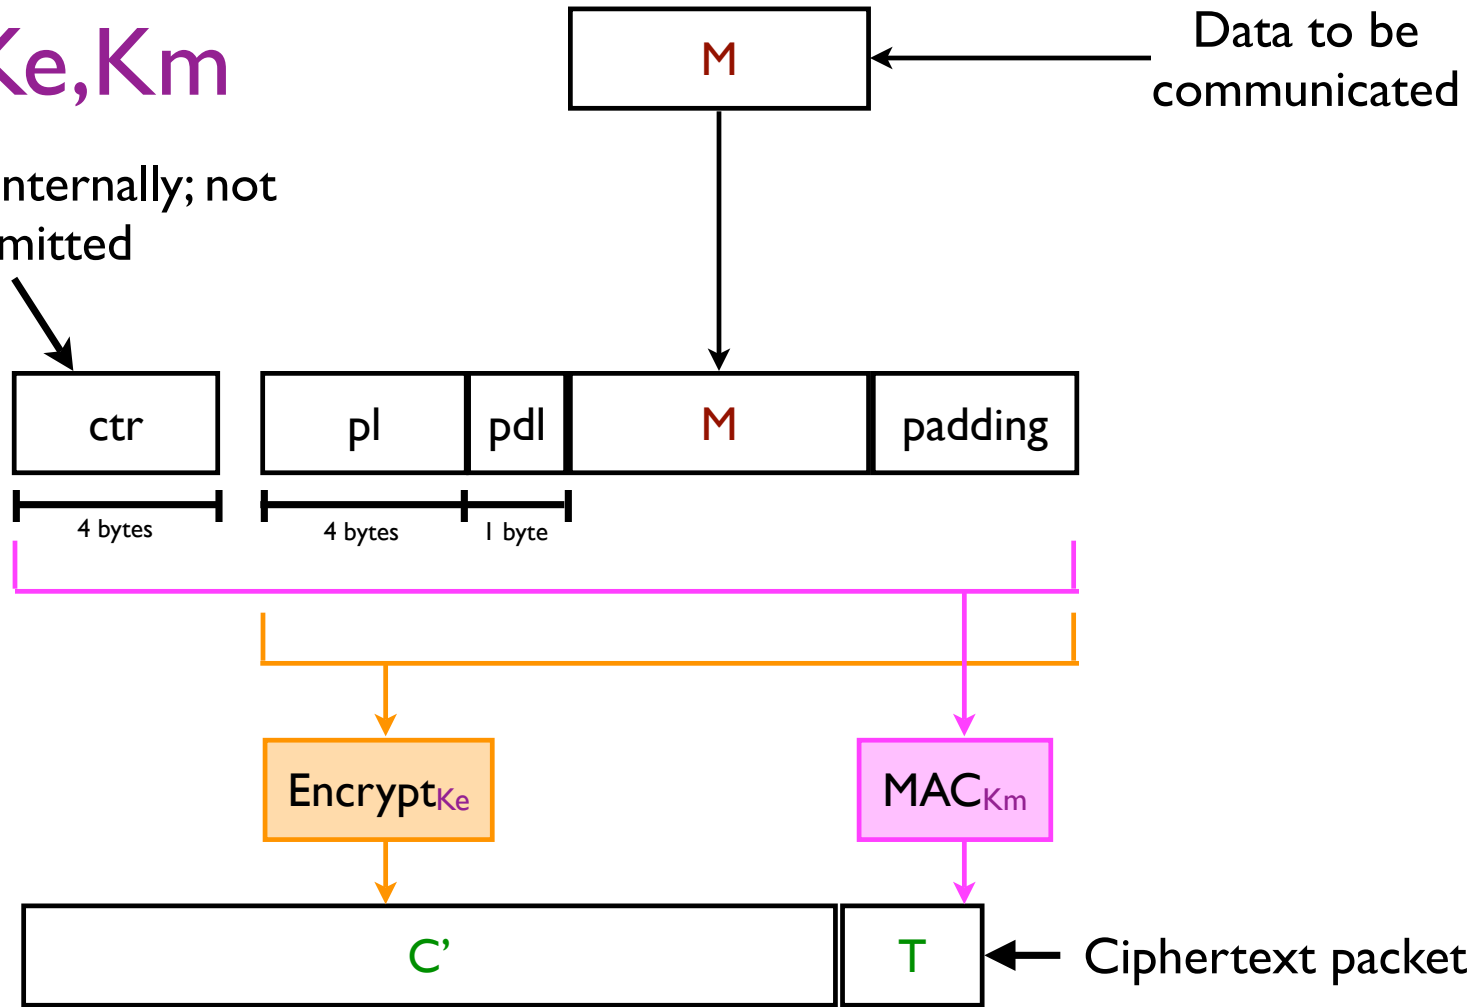 Ke,Km
M
Data to be
communicated
internally; not
mitted
ctr
pl
pdl
M
padding
4 bytes
4 bytes
1 byte
EncryptKe
MACKm
C’
T
Ciphertext packet